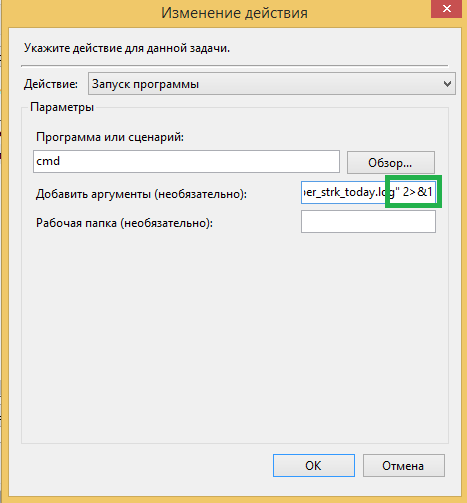 Изменение действия
Укажите действие для данной задачи.
Действие: Запуск программы
Параметры
Программа или сценарий:
cmd Обзор...
Добавить аргументы (необязательно): er_strk_today.log" 2>&1
Рабочая папка (необязательно):
OK Отмена